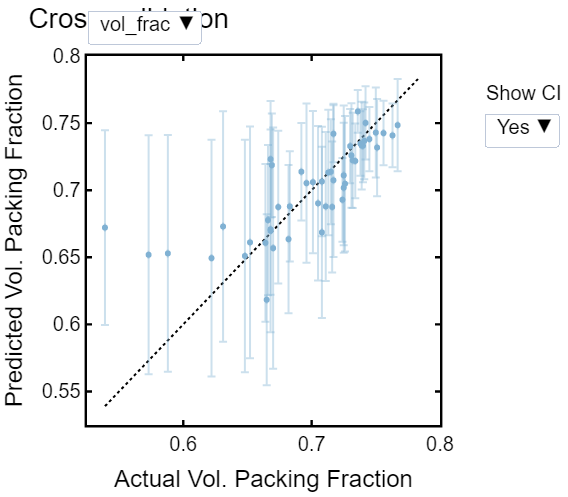 Cros
on
vol_frac ▼
Show CI
Yes ▼
Predicted Vol. Packing Fraction
0.8
0.75
0.7
0.65
0.6
0.55
0.6
0.7
0.8
Actual Vol. Packing Fraction